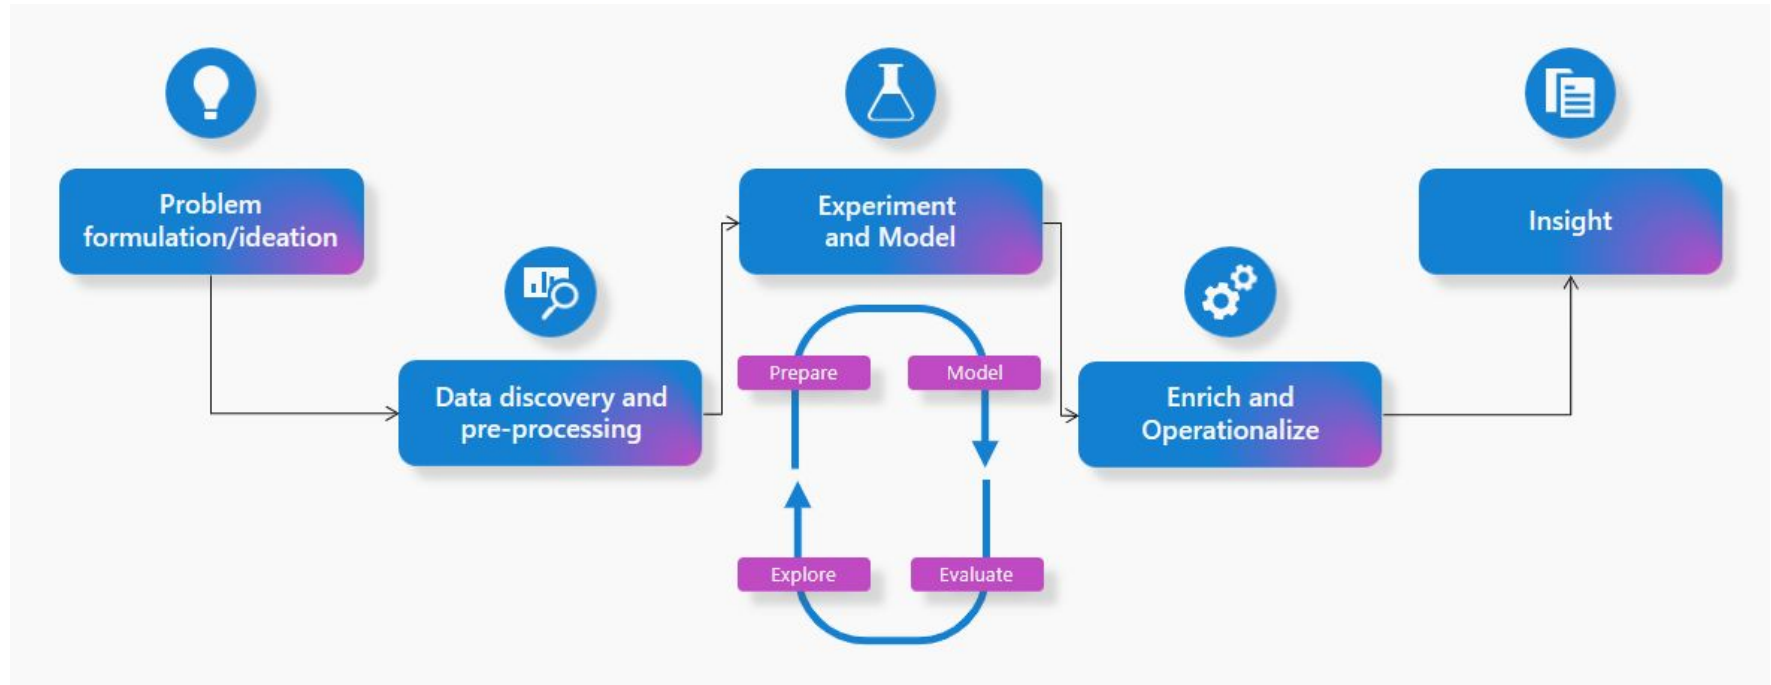 Problem
formulation/ideation
Data discovery and
pre-processing
Experiment
and Model
Prepare
Model
Explore
Evaluate
Enrich and
Operationalize
Insight